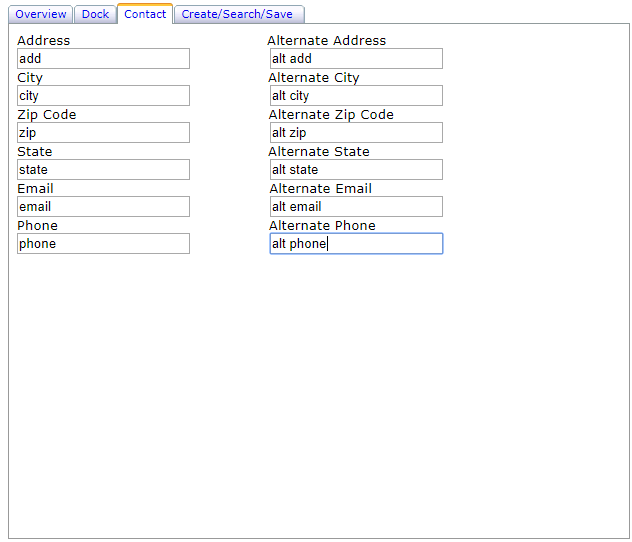 Overview Dock Contact Create/Search/Save
Address Alternate Address
add alt add
City Alternate City
city alt city
Zip Code Alternate Zip Code
zip alt zip
State Alternate State
state alt state
Email Alternate Email
email alt email
Phone Alternate Phone
phone alt phone